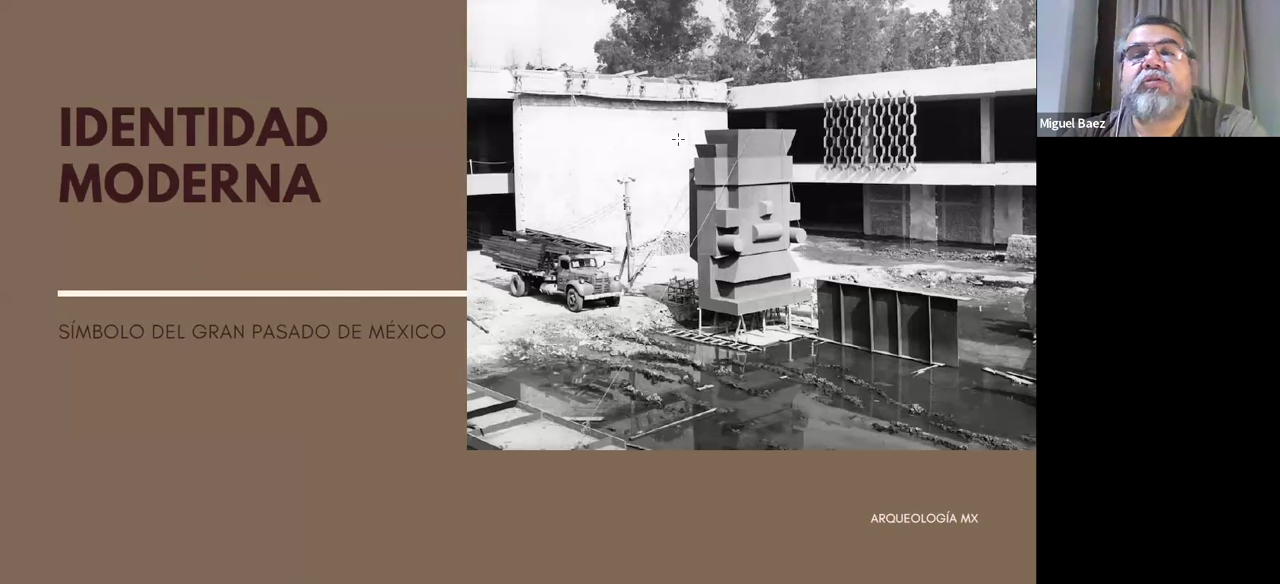 IDENTIDAD
MODERNA
SÍMBOLO DEL GRAN PASADO DE MÉXICO
ARQUEOLOGÍA MX
Miguel Baez